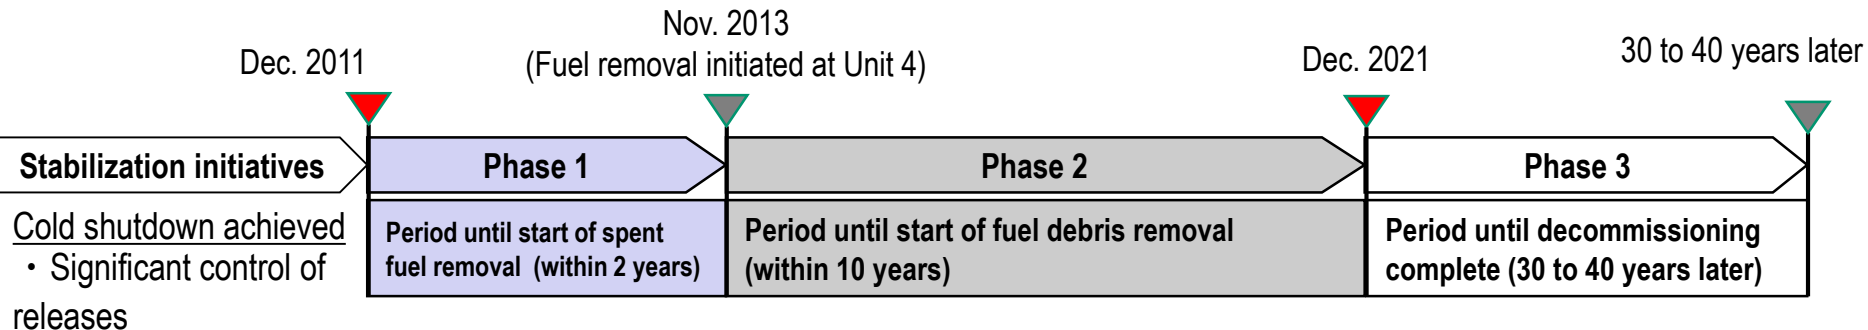 Nov. 2013
Dec. 2011
(Fuel removal initiated at Unit 4)
Dec. 2021
30 to 40 years later
Stabilization initiatives
Phase 1
Phase 2
Phase 3
Cold shutdown achieved
・Significant control of
releases
Period until start of spent
fuel removal (within 2 years)
Period until start of fuel debris removal
(within 10 years)
Period until decommissioning
complete (30 to 40 years later)